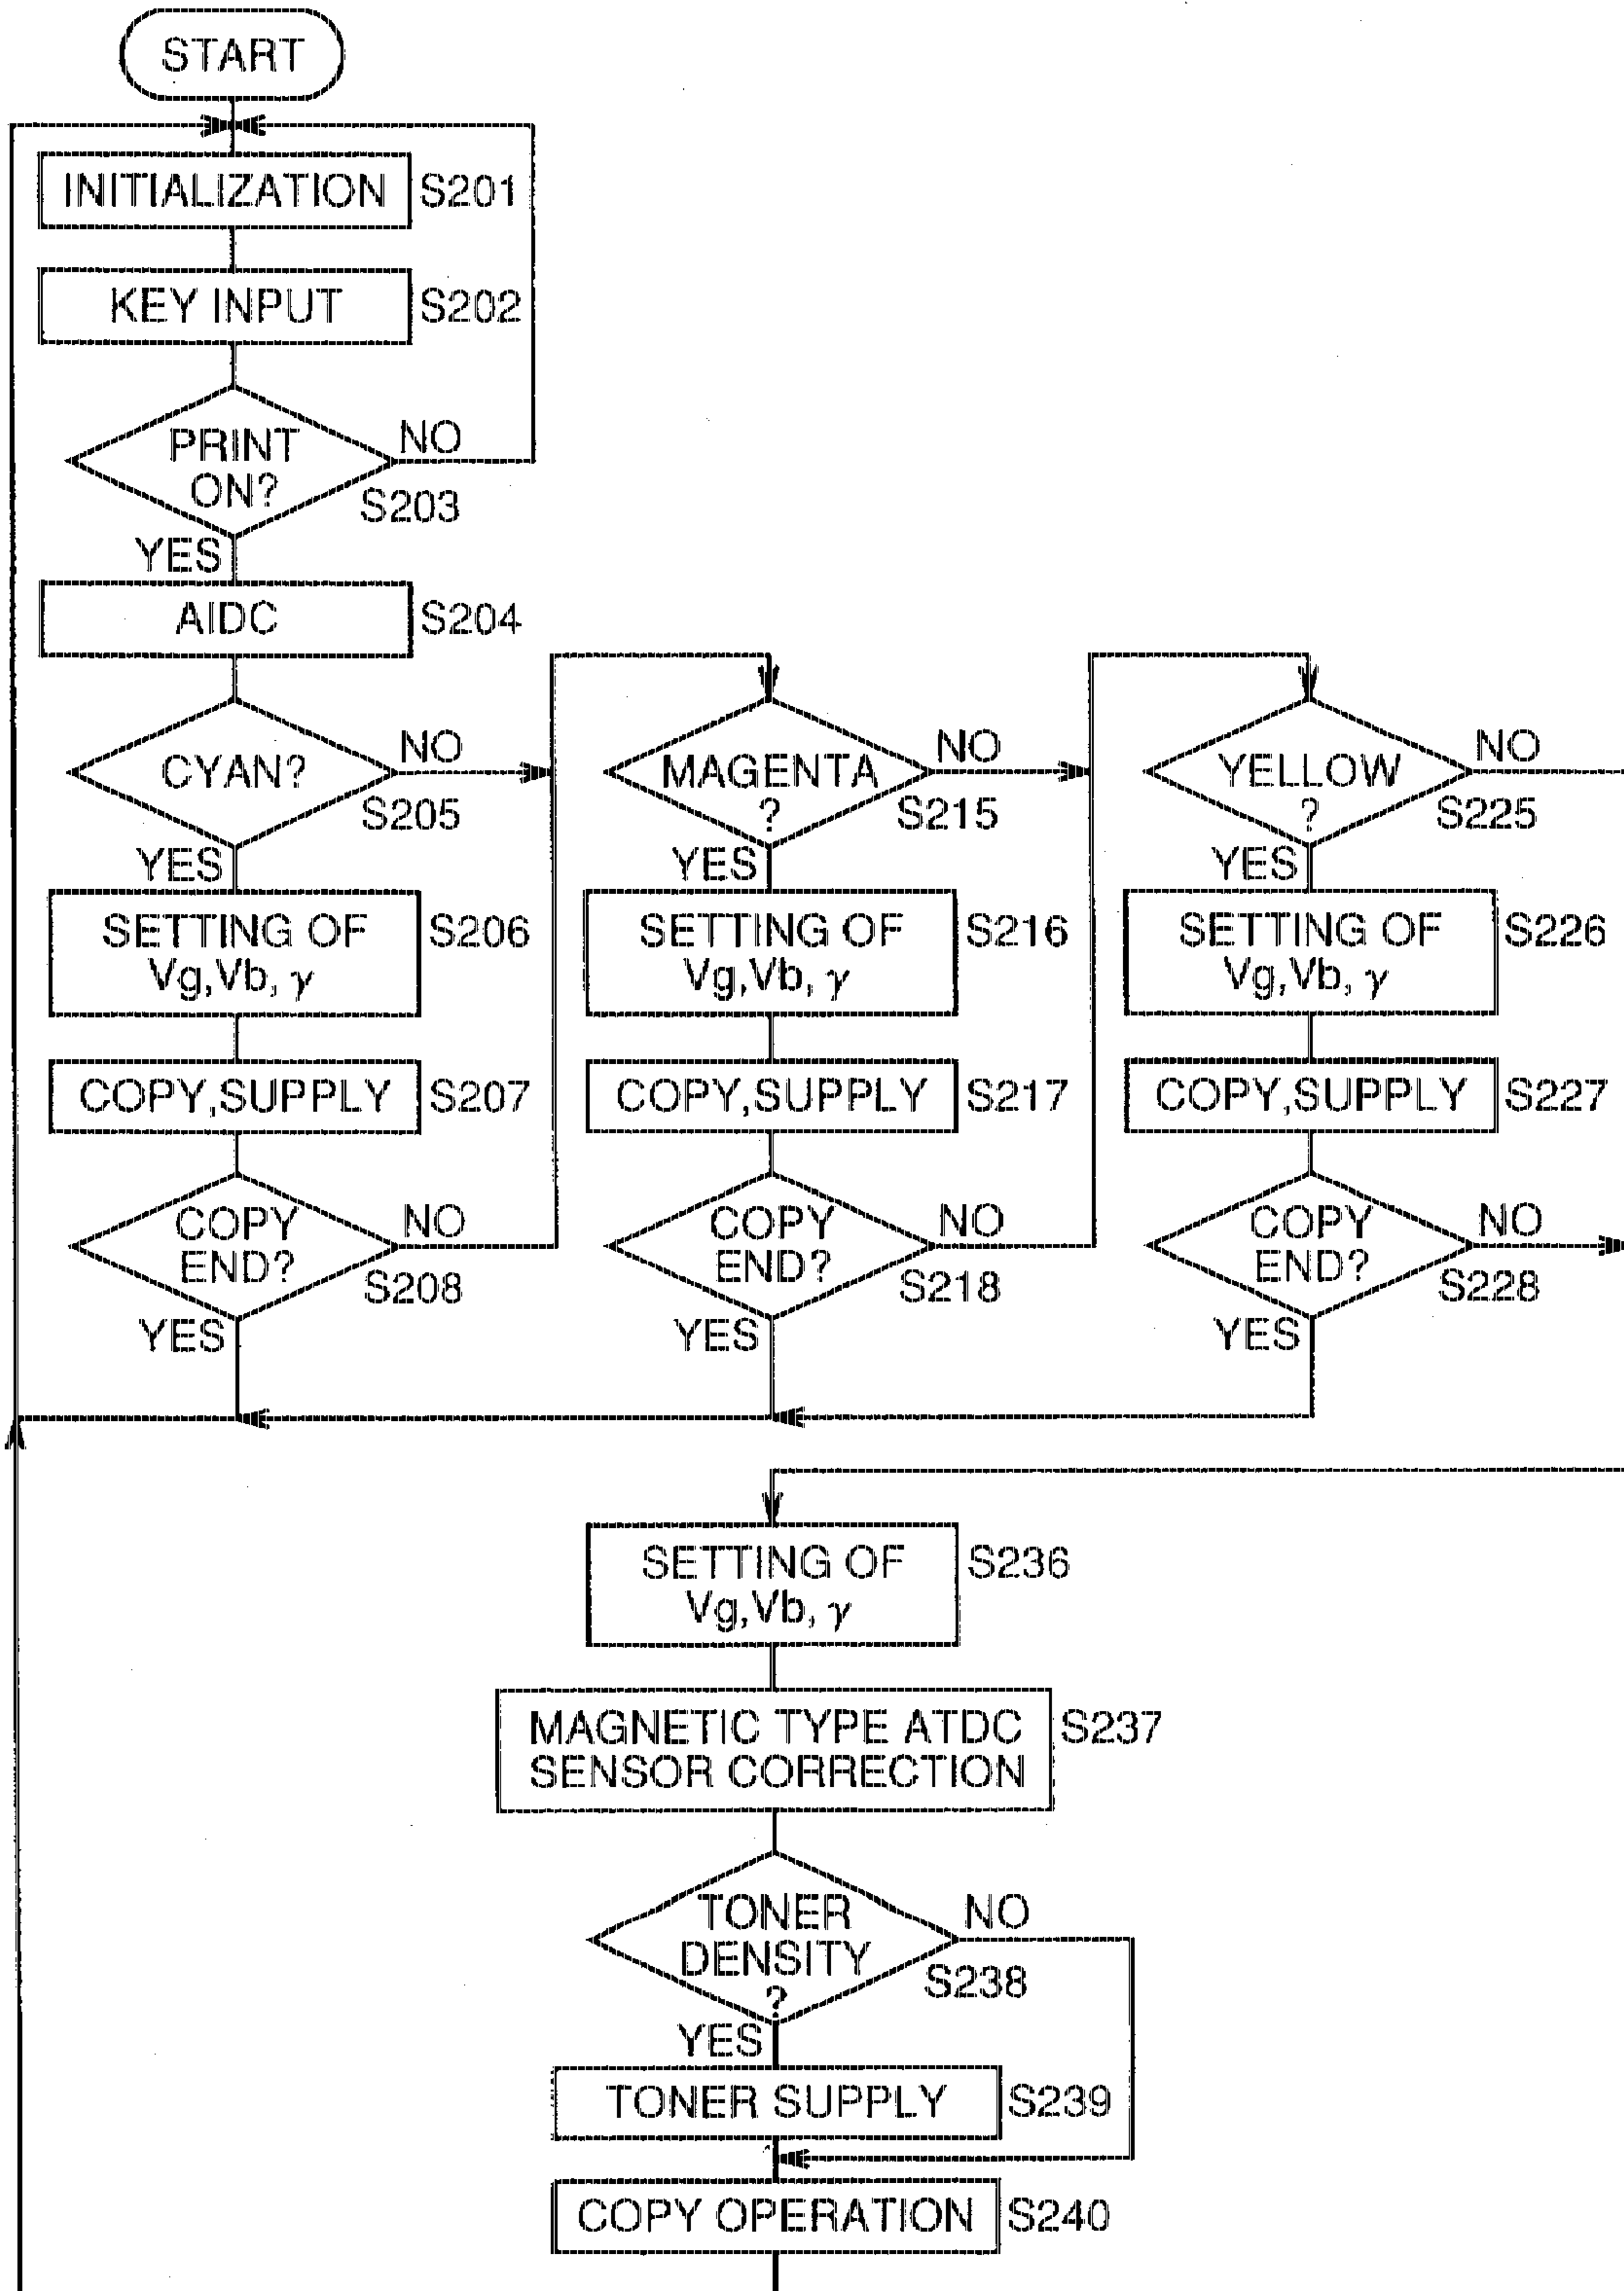 START
INITIALIZATION S201
KEY INPUT S202
PRINT
ON?
NO
S203
YES
AIDC S204
CYAN?
NO
S205
YES
SETTING OF
Vg,Vb, γ
S206
COPY,SUPPLY S207
COPY
END?
NO
S208
YES
MAGENTA
?
NO
S215
YES
SETTING OF
Vg,Vb, γ
S216
COPY,SUPPLY S217
COPY
END?
NO
S218
YES
YELLOW
?
NO
S225
YES
SETTING OF
Vg,Vb, γ
S226
COPY,SUPPLY S227
COPY
END?
NO
S228
YES
SETTING OF
Vg,Vb, γ
S236
MAGNETIC TYPE ATDC
SENSOR CORRECTION
S237
TONER
DENSITY
?
NO
S238
YES
TONER SUPPLY S239
COPY OPERATION S240